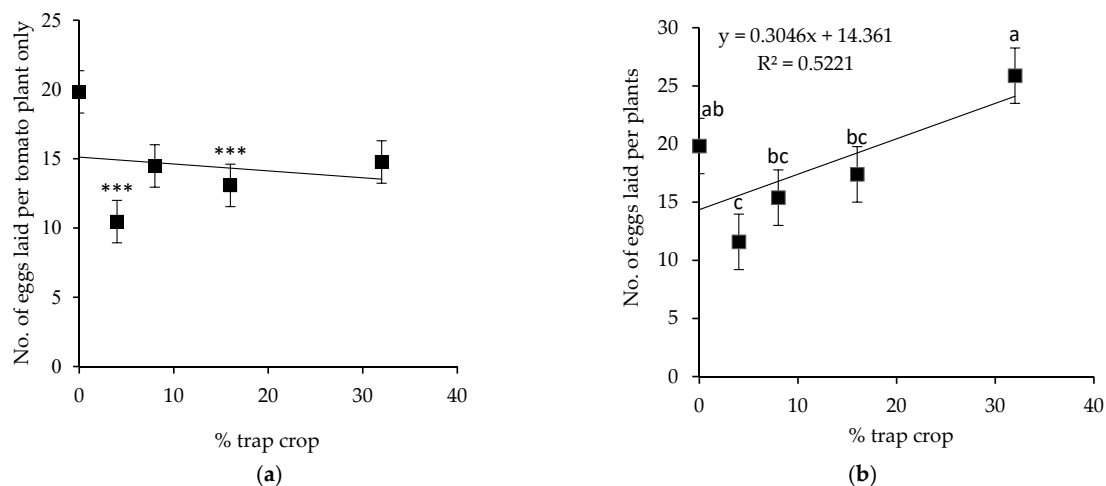 No. of eggs laid per tomato plant only
25
20
15
10
5
0
***
***
0
10
20
30
40
% trap crop
(a)
No. of eggs laid per plants
30
25
20
15
10
5
0
y = 0.3046x + 14.361
R² = 0.5221
a
ab
bc
bc
c
0
10
20
30
40
% trap crop
(b)